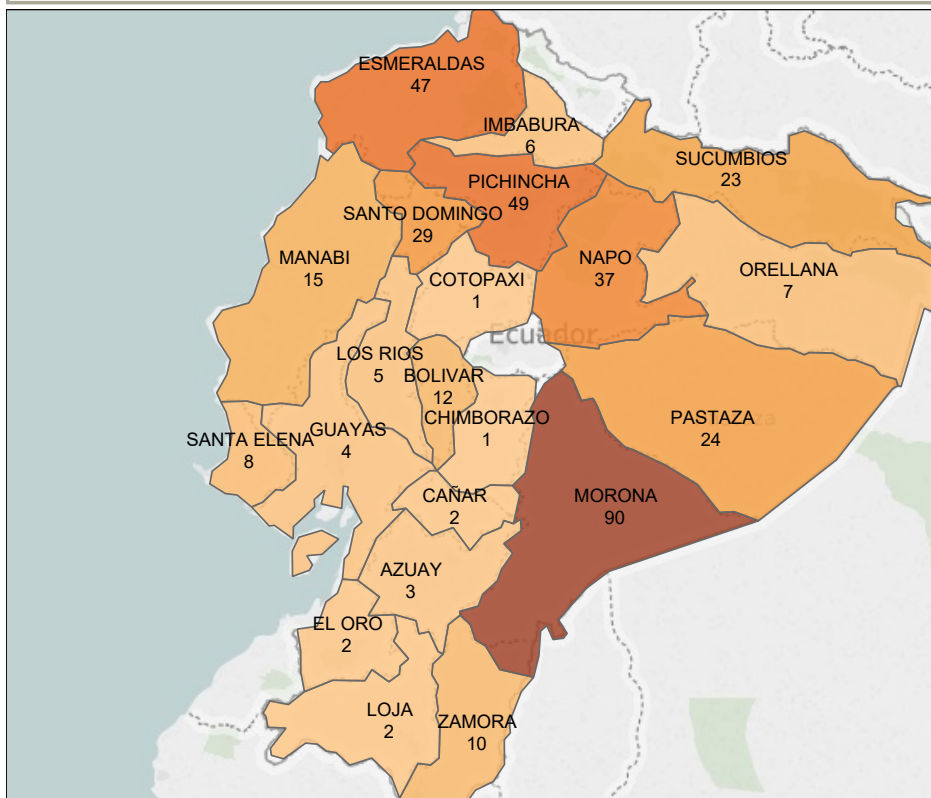 ESMERALDAS
47
IMBABURA
6
SUCUMBIOS
23
PICHINCHA
49
SANTO DOMINGO
29
MANABI
15
COTOPAXI
1
NAPO
37
ORELLANA
7
Ecuador
LOS RIOS
5
BOLIVAR
12
CHIMBORAZO
1
PASTAZA
24
SANTA ELENA
8
GUAYAS
4
CAÑAR
2
MORONA
90
AZUAY
3
EL ORO
2
LOJA
2
ZAMORA
10